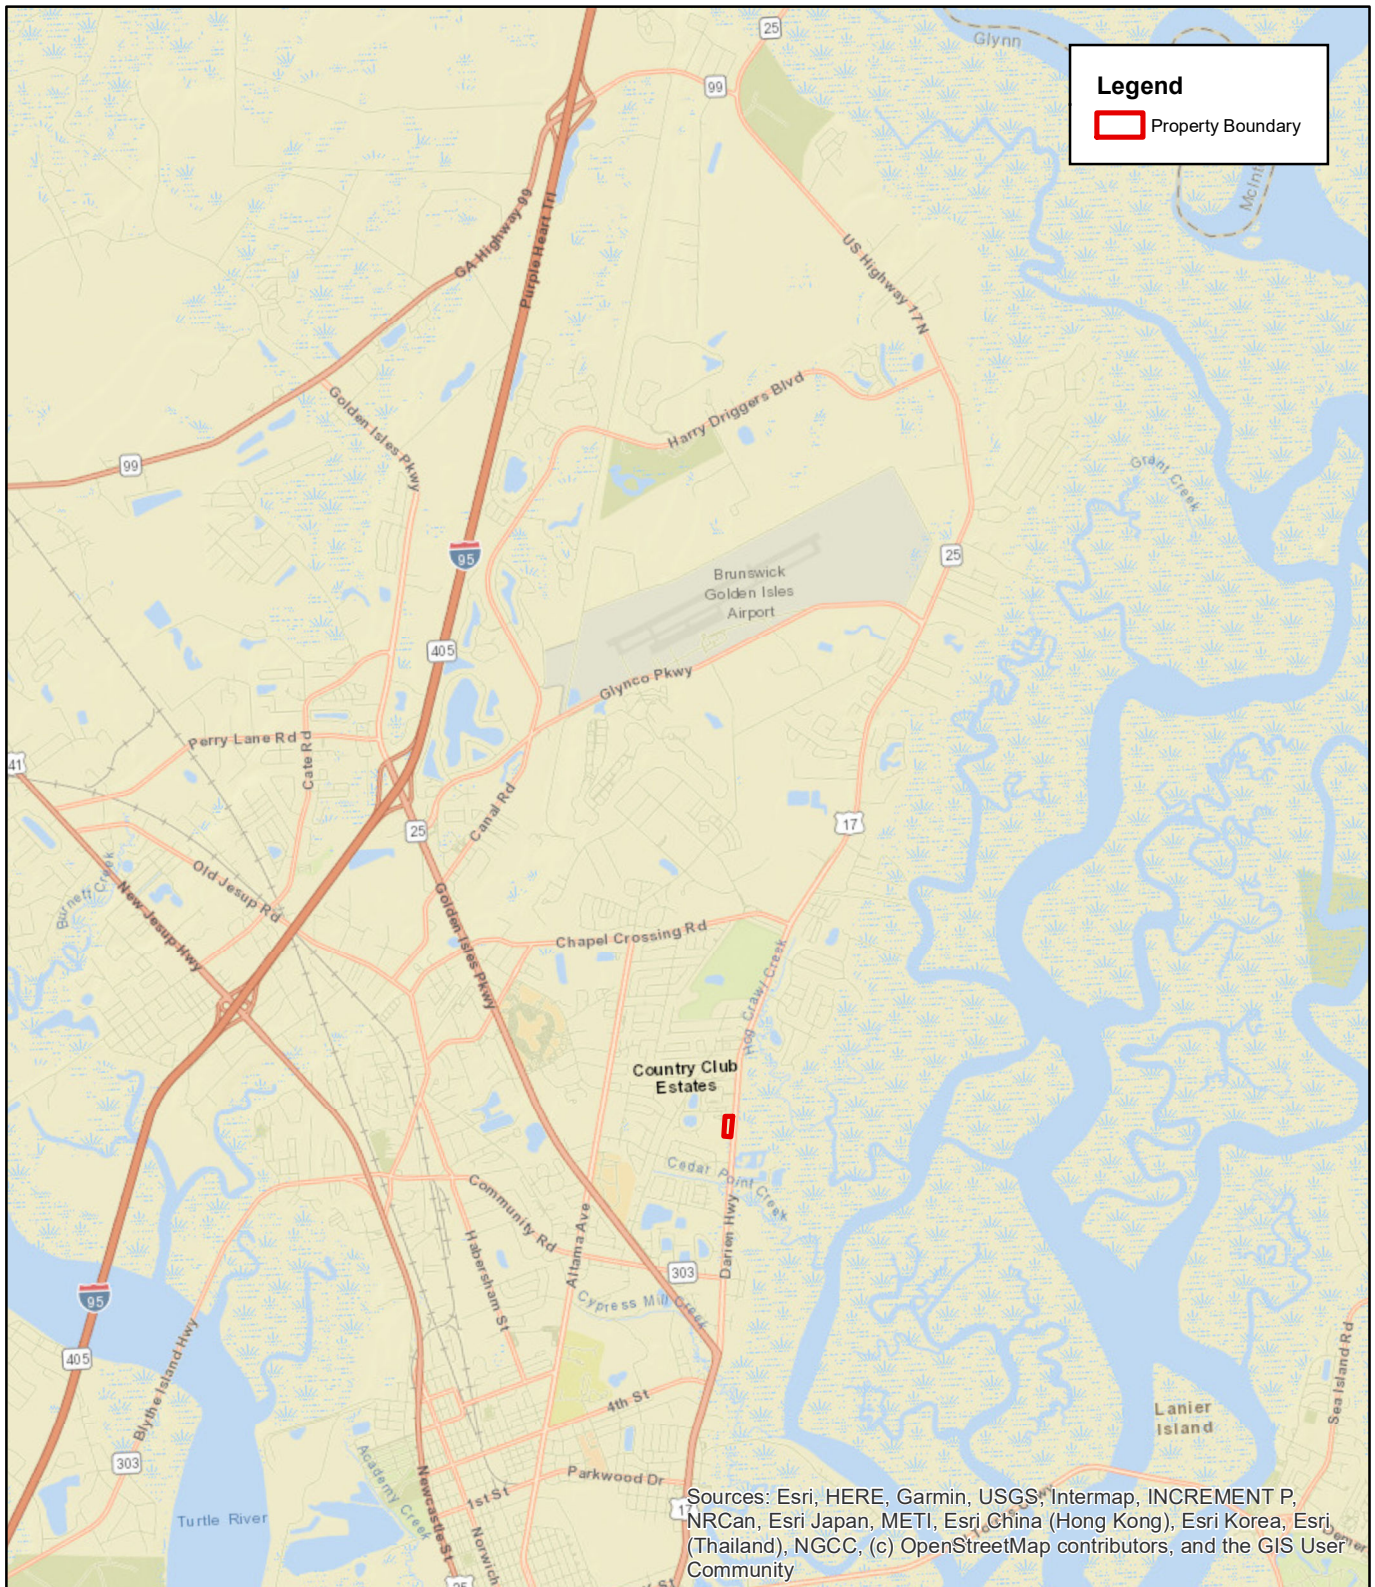 25
Glynn
99
Legend
Property Boundary
GA Highway 99
Purple Heart Trl
US Highway 17 N
Golden Isles Pkwy
Harry Driggers Blvd
99
Grant Creek
95
25
Brunswick
Golden Isles
Airport
405
Glynco Pkwy
Perry Lane Rd
Cate Rd
41
Canal Rd
25
17
Burnett Creek
Old Jesup Rd
New Jesup Hwy
Golden Isles Pkwy
Chapel Crossing Rd
Hog Crawl Creek
Country Club
Estates
Cedar Point Creek
Community Rd
Altama Ave
Darien Hwy
Habersham St
303
Cypress Mill Creek
95
405
Blythe Island Hwy
Sea Island Rd
4th St
Lanier
Island
303
Academy Creek
Newcastle St
Parkwood Dr
1st St
Norwich
17
Turtle River
25
Sources: Esri, HERE, Garmin, USGS, Intermap, INCREMENT P,
NRCan, Esri Japan, METI, Esri China (Hong Kong), Esri Korea, Esri
(Thailand), NGCC, (c) OpenStreetMap contributors, and the GIS User
Community